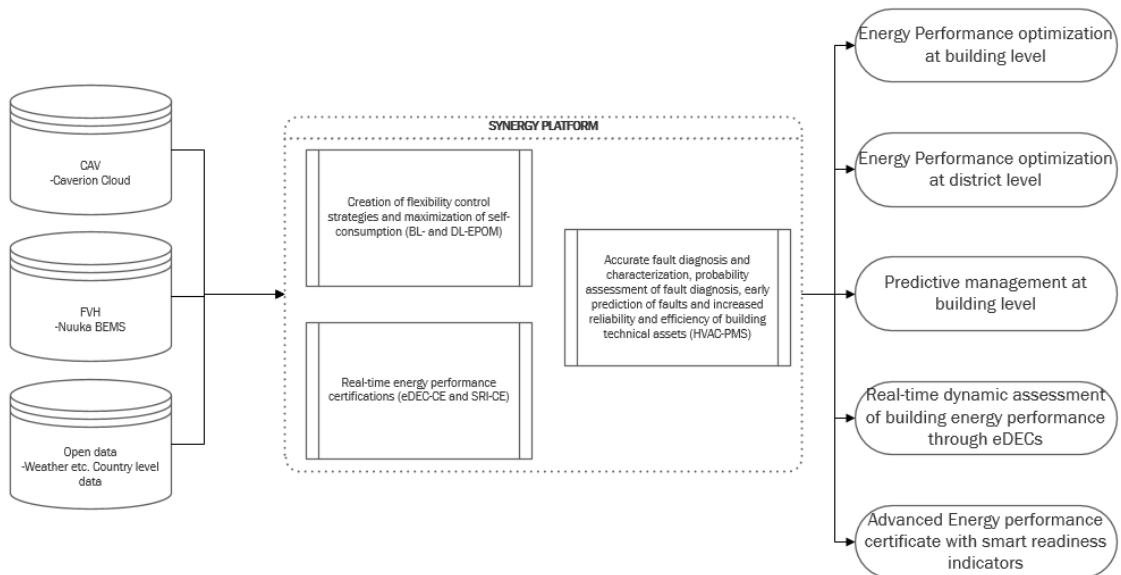 CAV
-Caverion Cloud
FVH
-Nuuka BEMS
Open data
-Weather etc. Country level
data
SYNERGY PLATFORM
Creation of flexibility control
strategies and maximization of self-
consumption (BL- and DL-EPOM)
Real-time energy performance
certifications (eDEC-CE and SRI-CE)
Accurate fault diagnosis and
characterization, probability
assessment of fault diagnosis, early
prediction of faults and increased
reliability and efficiency of building
technical assets (HVAC-PMS)
Energy Performance optimization
at building level
Energy Performance optimization
at district level
Predictive management at
building level
Real-time dynamic assessment
of building energy performance
through eDECs
Advanced Energy performance
certificate with smart readiness
indicators